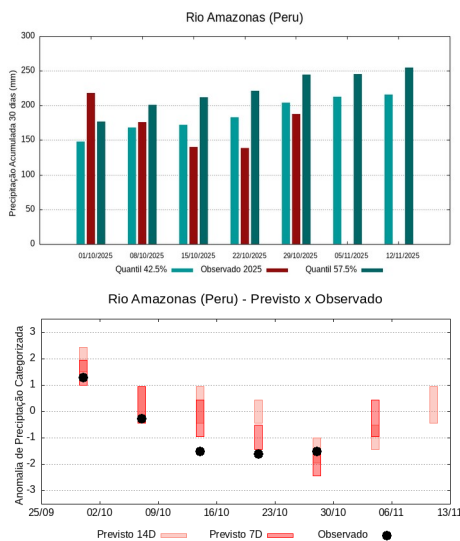 Rio Amazonas (Peru)
Precipitação Acumulada 30 dias (mm)
300
250
200
150
100
50
0
01/10/2025 08/10/2025 15/10/2025 22/10/2025 29/10/2025 05/11/2025 12/11/2025
Quantil 42.5% Observado 2025 Quantil 57.5%
Rio Amazonas (Peru) - Previsto x Observado
Anomalia de Precipitação Categorizada
3
2
1
0
-1
-2
-3
25/09 02/10 09/10 16/10 23/10 30/10 06/11 13/11
Previsto 14D Previsto 7D Observado